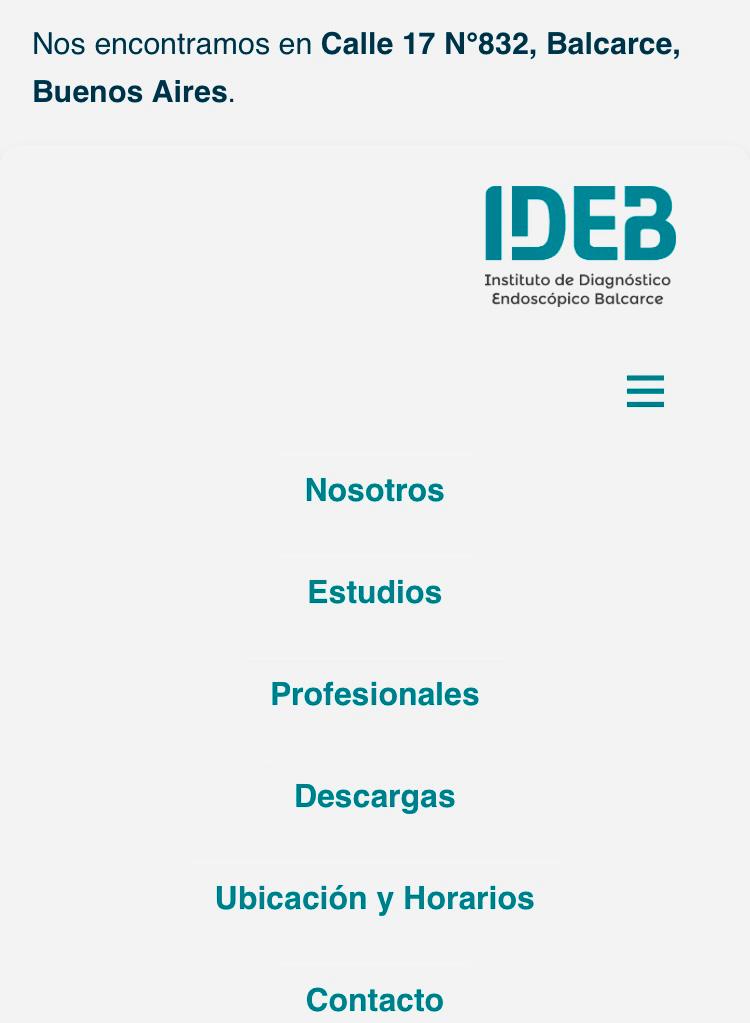 Nos encontramos en Calle 17 N°832, Balcarce,
Buenos Aires.
IDEB
Instituto de Diagnóstico
Endoscópico Balcarce
Nosotros
Estudios
Profesionales
Descargas
Ubicación y Horarios
Contacto